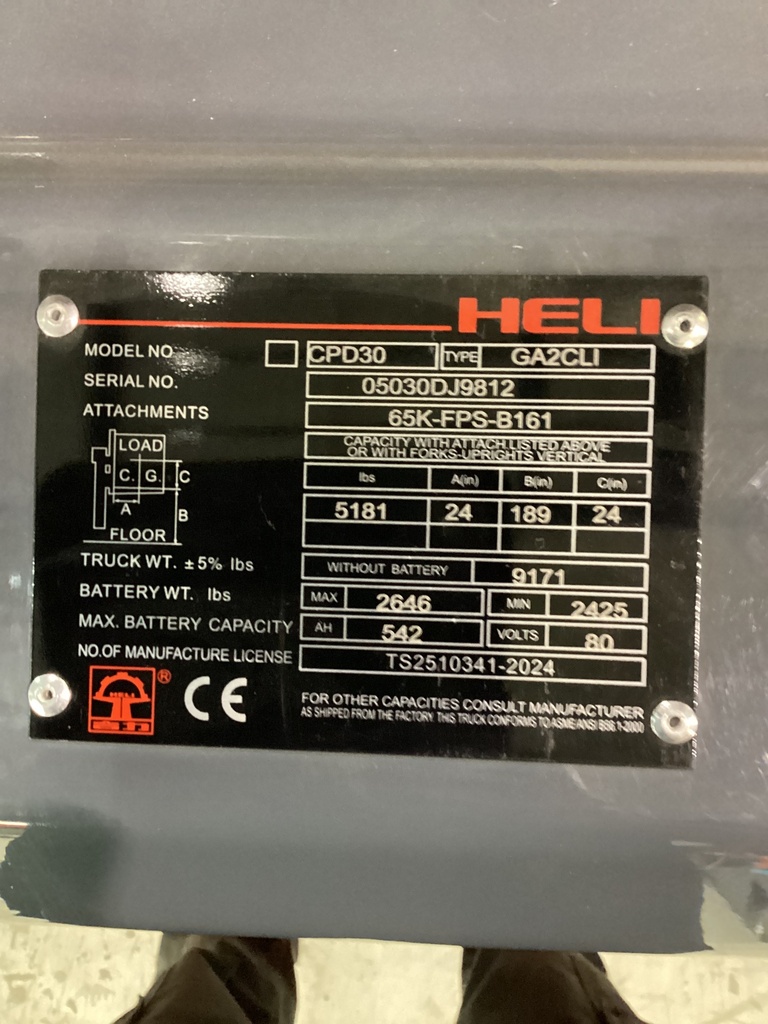 HELI
MODEL NO CPD30 TYPE GA2CLI
SERIAL NO. 05030DJ9812
ATTACHMENTS 65K-FPS-B161
CAPACITY WITH ATTACH.LISTED ABOVE
OR WITH FORKS-UPRIGHTS VERTICAL
LOAD
C. G. C
A
B
FLOOR
lbs A(in) B(in) C(in)
5181 24 189 24
TRUCK WT. ±5% lbs WITHOUT BATTERY 9171
BATTERY WT. lbs MAX 2646 MIN 2425
MAX. BATTERY CAPACITY AH 542 VOLTS 80
NO.OF MANUFACTURE LICENSE TS2510341-2024
HELI ® CE
FOR OTHER CAPACITIES CONSULT MANUFACTURER
AS SHIPPED FROM THE FACTORY. THIS TRUCK CONFORMS TO ASME/ANSI B56.1-2000